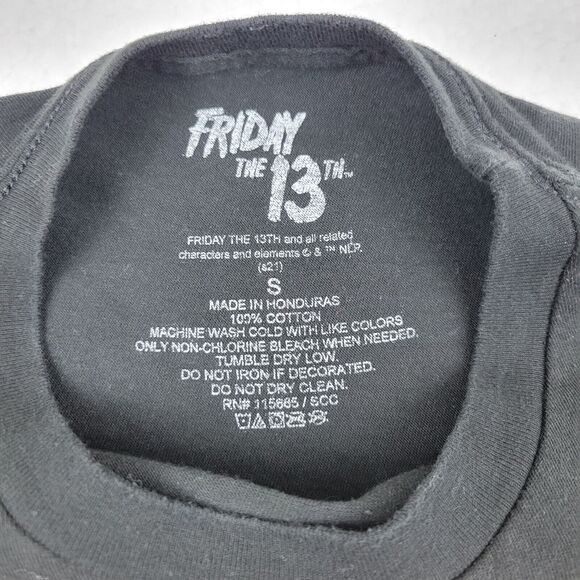 FRIDAY
THE 13TH™
FRIDAY THE 13TH and all related
characters and elements © & ™ NLP.
(s21)
S
MADE IN HONDURAS
100% COTTON
MACHINE WASH COLD WITH LIKE COLORS
ONLY NON-CHLORINE BLEACH WHEN NEEDED.
TUMBLE DRY LOW.
DO NOT IRON IF DECORATED.
DO NOT DRY CLEAN.
RN# 115665 / SCC